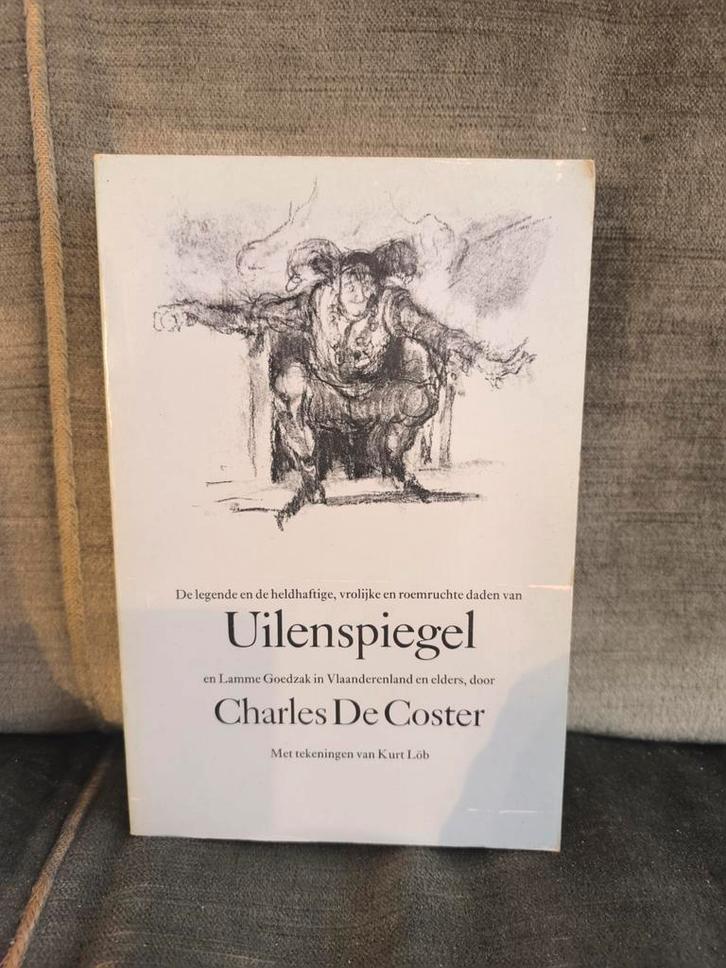 De legende en de heldhaftige, vrolijke en roemruchte daden van
Uilenspiegel
en Lamme Goedzak in Vlaanderenland en elders, door
Charles De Coster
Met tekeningen van Kurt Löb